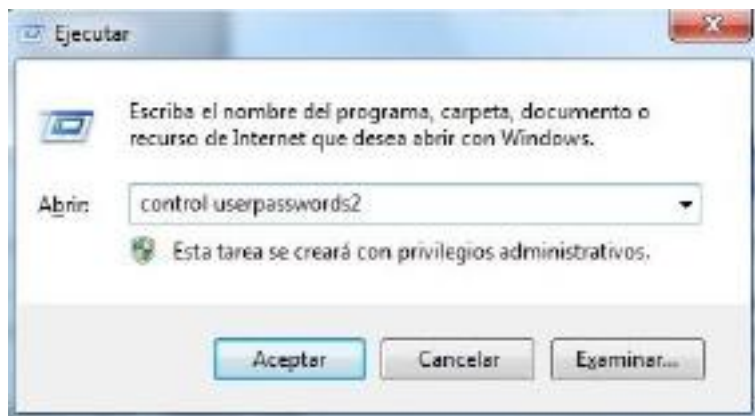 Ejecutar
Escriba el nombre del programa, carpeta, documento o
recurso de Internet que desea abrir con Windows.
Abrir: control userpasswords2
Esta tarea se creará con privilegios administrativos.
Aceptar Cancelar Examinar...